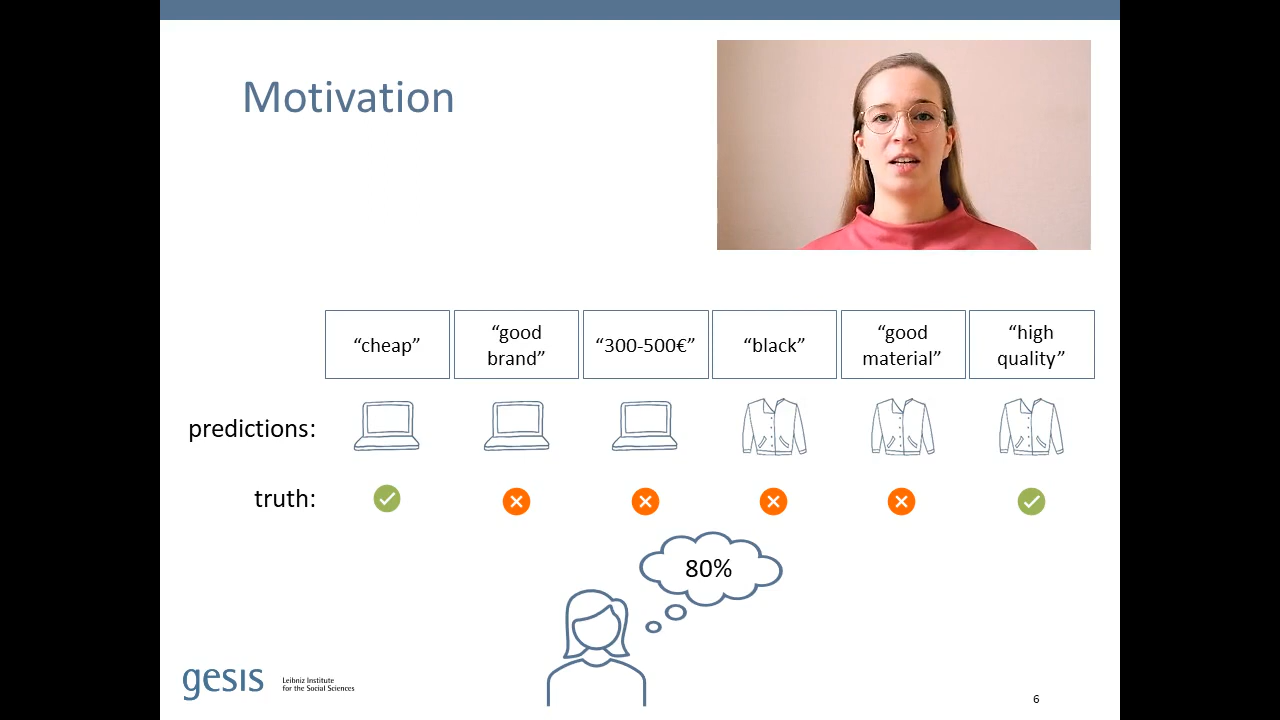 Motivation
“cheap”
“good
brand”
“300-500€”
“black”
“good
material”
“high
quality”
predictions:
truth:
80%
gesis
Leibniz Institute
for the Social Sciences
6